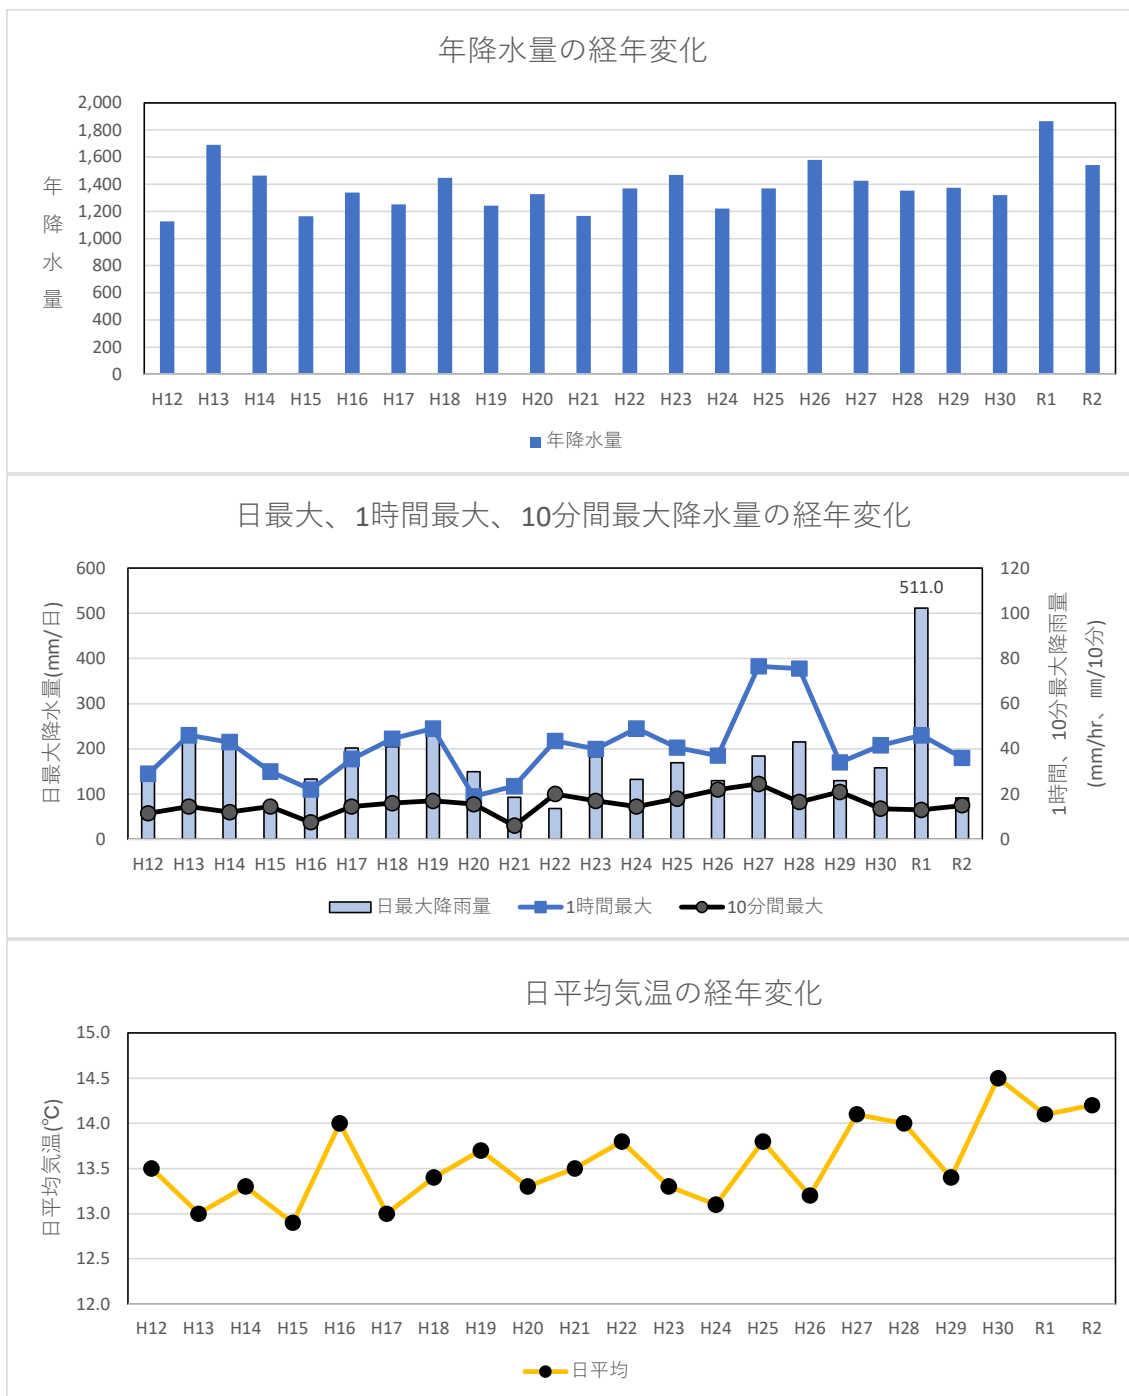 年降水量の経年変化
年降水量
2,000
1,800
1,600
1,400
1,200
1,000
800
600
400
200
0
H12 H13 H14 H15 H16 H17 H18 H19 H20 H21 H22 H23 H24 H25 H26 H27 H28 H29 H30 R1 R2
年降水量
日最大、1時間最大、10分間最大降水量の経年変化
日最大降水量(mm/日)
600
500
400
300
200
100
0
511.0
120
100
80
60
40
20
0
1時間、10分最大降雨量
(mm/hr、㎜/10分)
H12 H13 H14 H15 H16 H17 H18 H19 H20 H21 H22 H23 H24 H25 H26 H27 H28 H29 H30 R1 R2
日最大降雨量 1時間最大 10分間最大
日平均気温の経年変化
日平均気温(℃)
15.0
14.5
14.0
13.5
13.0
12.5
12.0
H12 H13 H14 H15 H16 H17 H18 H19 H20 H21 H22 H23 H24 H25 H26 H27 H28 H29 H30 R1 R2
日平均